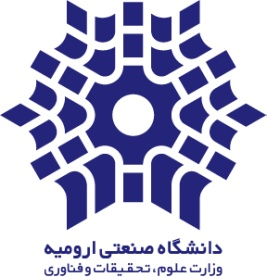 دانشگاه صنعتی ارومیه
وزارت علوم، تحقیقات و فناوری